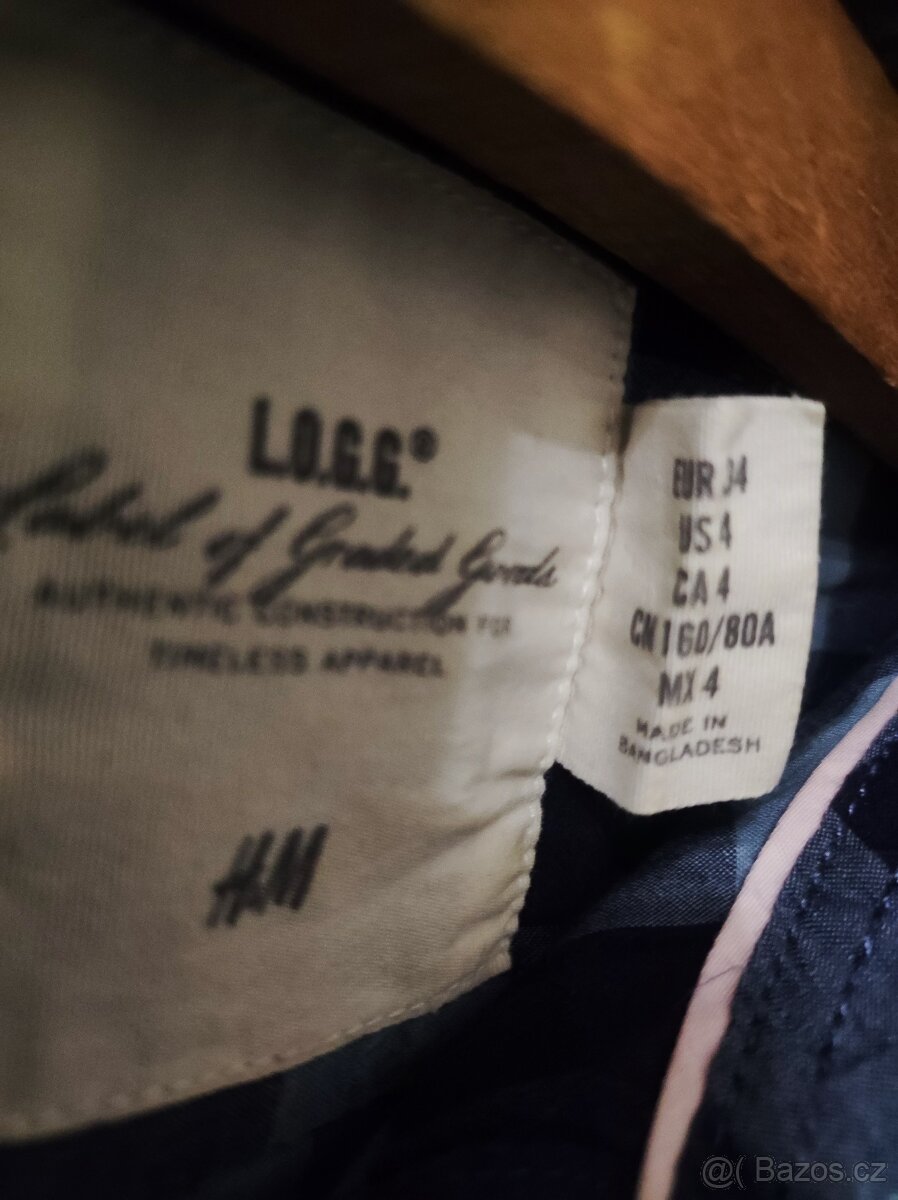 L.O.G.G.®
Label of Graded Goods
AUTHENTIC CONSTRUCTION FOR
TIMELESS APPAREL
H&M
EUR 34
US 4
CA 4
CN 160/80A
MX 4
MADE IN
BANGLADESH
@( Bazos.cz